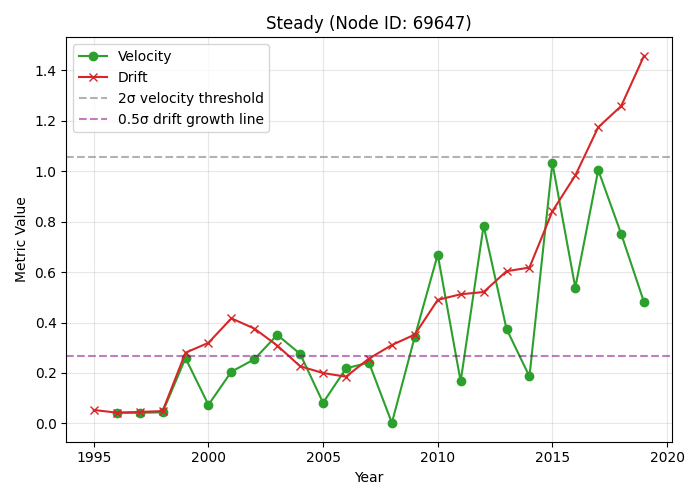 Steady (Node ID: 69647)
Velocity
Drift
2σ velocity threshold
0.5σ drift growth line
Metric Value
1.4
1.2
1.0
0.8
0.6
0.4
0.2
0.0
1995 2000 2005 2010 2015 2020
Year